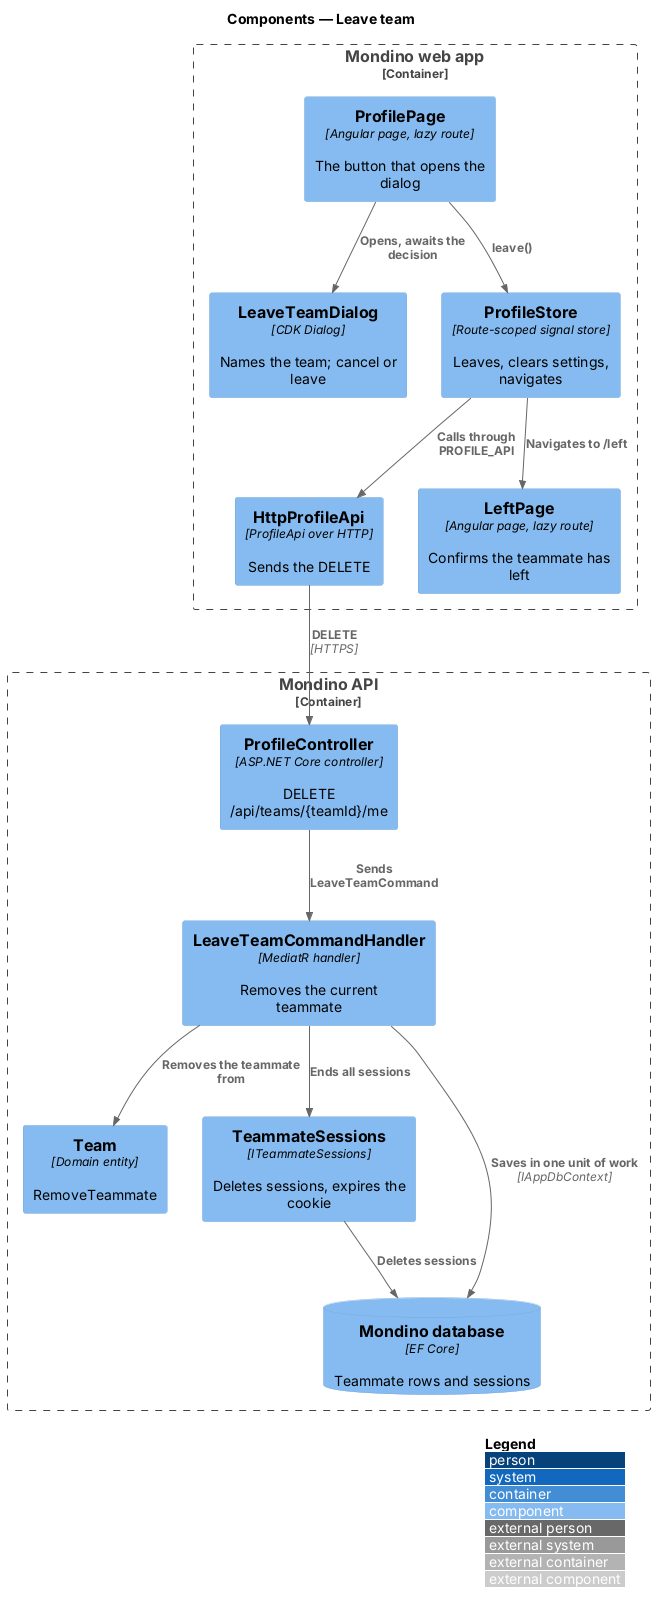 Components — Leave team
Mondino web app
[Container]
ProfilePage
[Angular page, lazy route]
The button that opens the
dialog
Opens, awaits the
decision
leave()
LeaveTeamDialog
[CDK Dialog]
Names the team; cancel or
leave
ProfileStore
[Route-scoped signal store]
Leaves, clears settings,
navigates
Calls through
PROFILE_API
Navigates to /left
HttpProfileApi
[ProfileApi over HTTP]
Sends the DELETE
LeftPage
[Angular page, lazy route]
Confirms the teammate has
left
DELETE
[HTTPS]
Mondino API
[Container]
ProfileController
[ASP.NET Core controller]
DELETE
/api/teams/{teamId}/me
Sends
LeaveTeamCommand
LeaveTeamCommandHandler
[MediatR handler]
Removes the current
teammate
Removes the teammate
from
Ends all sessions
Saves in one unit of work
[IAppDbContext]
Team
[Domain entity]
RemoveTeammate
TeammateSessions
[ITeammateSessions]
Deletes sessions, expires the
cookie
Deletes sessions
Mondino database
[EF Core]
Teammate rows and sessions
Legend
person
system
container
component
external person
external system
external container
external component